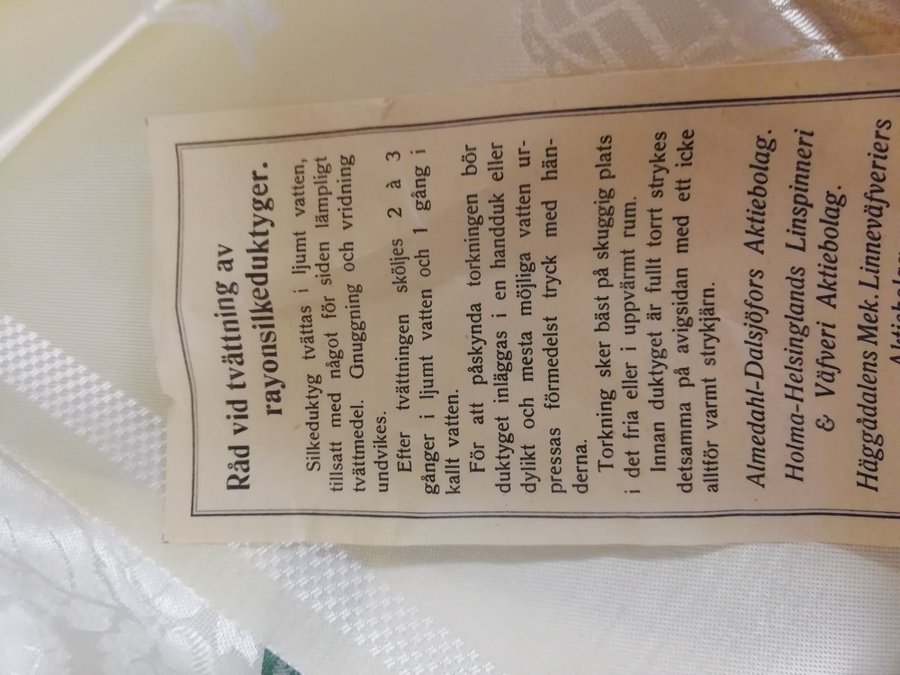 Råd vid tvättning av
rayonsilkeduktyger.
Silkeduktyg tvättas i ljumt vatten,
tillsatt med något för siden lämpligt
tvättmedel. Gnuggning och vridning
undvikes.
Efter tvättningen sköljes 2 à 3
gånger i ljumt vatten och 1 gång i
kallt vatten.
För att påskynda torkningen bör
duktyget inläggas i en handduk eller
dylikt och mesta möjliga vatten ur-
pressas förmedelst tryck med hän-
derna.
Torkning sker bäst på skuggig plats
i det fria eller i uppvärmt rum.
Innan duktyget är fullt torrt strykes
detsamma på avigsidan med ett icke
alltför varmt strykjärn.
Almedahl-Dalsjöfors Aktiebolag.
Holma-Helsinglands Linspinneri
& Väfveri Aktiebolag.
Häggådalens Mek. Linneväfveriers